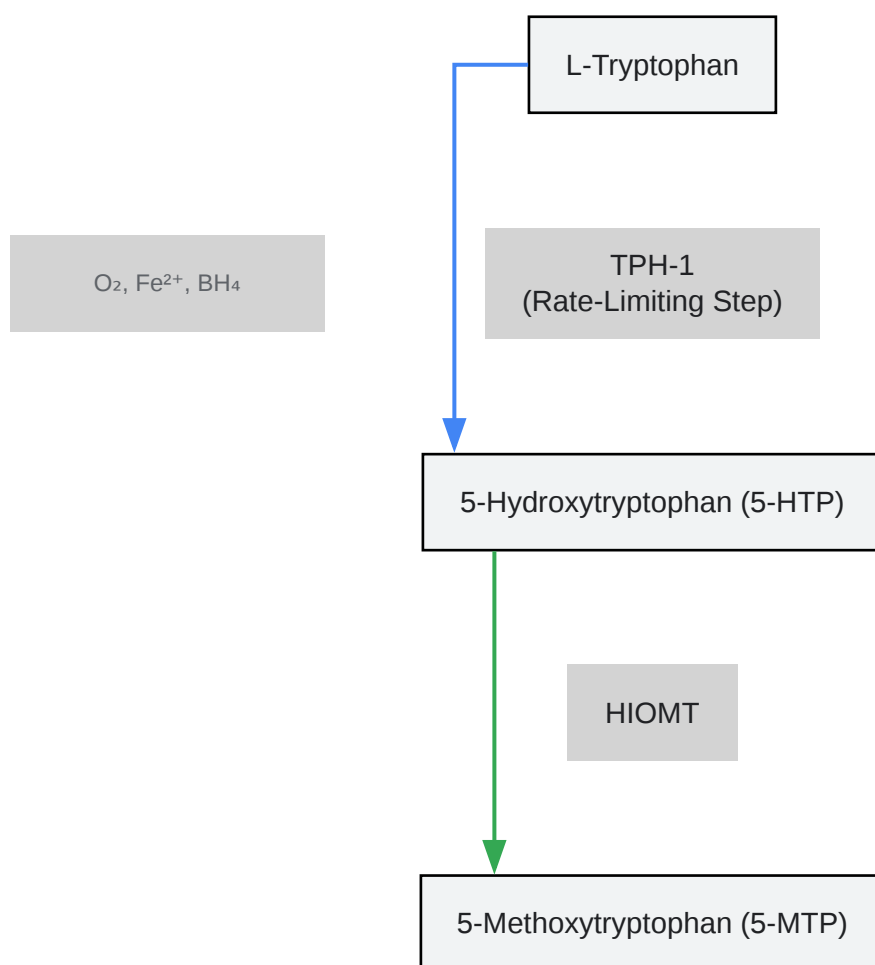 L-Tryptophan
O₂, Fe²⁺, BH₄
TPH-1
(Rate-Limiting Step)
5-Hydroxytryptophan (5-HTP)
HIOMT
5-Methoxytryptophan (5-MTP)